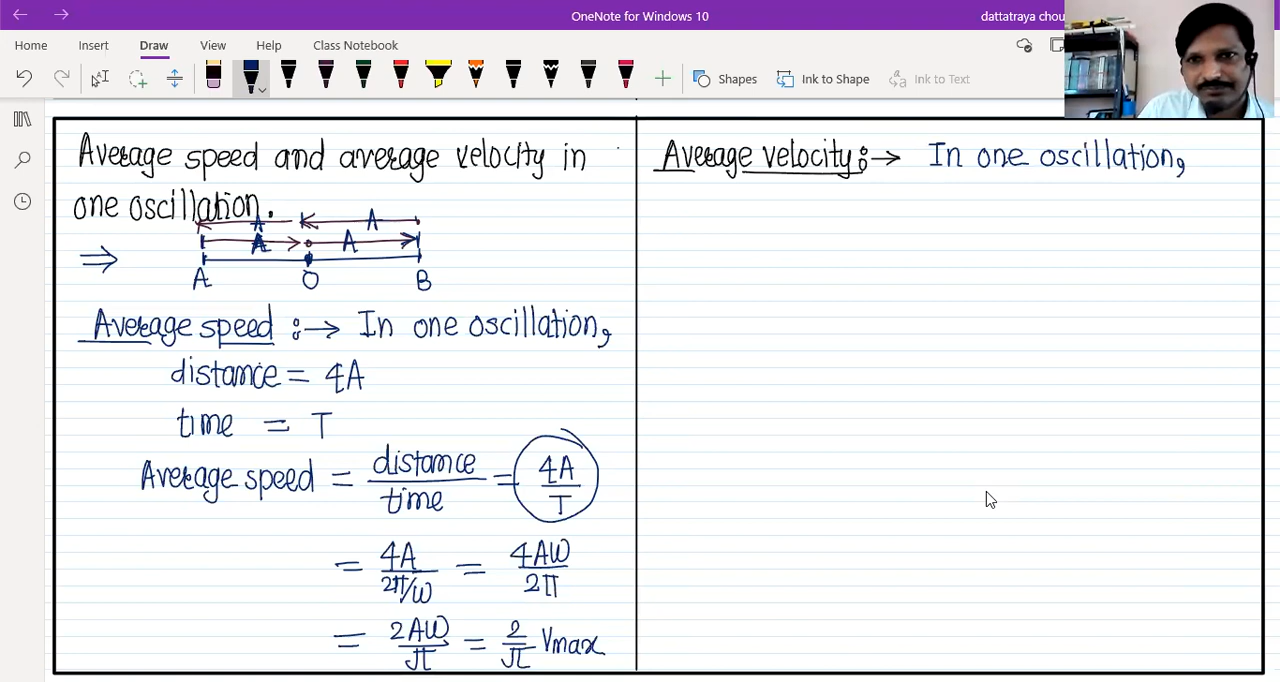 OneNote for Windows 10
dattatraya chou
Home Insert Draw View Help Class Notebook
Shapes Ink to Shape Ink to Text
Average speed and average velocity in
one oscillation.
A A
A A
⇒
A O B
Average speed :→ In one oscillation,
distance = 4A
time = T
Average speed = distance/time = 4A/T
= 4A/(2π/ω) = 4Aω/2π
= 2Aω/π = 2/π Vmax
Average velocity :→ In one oscillation,